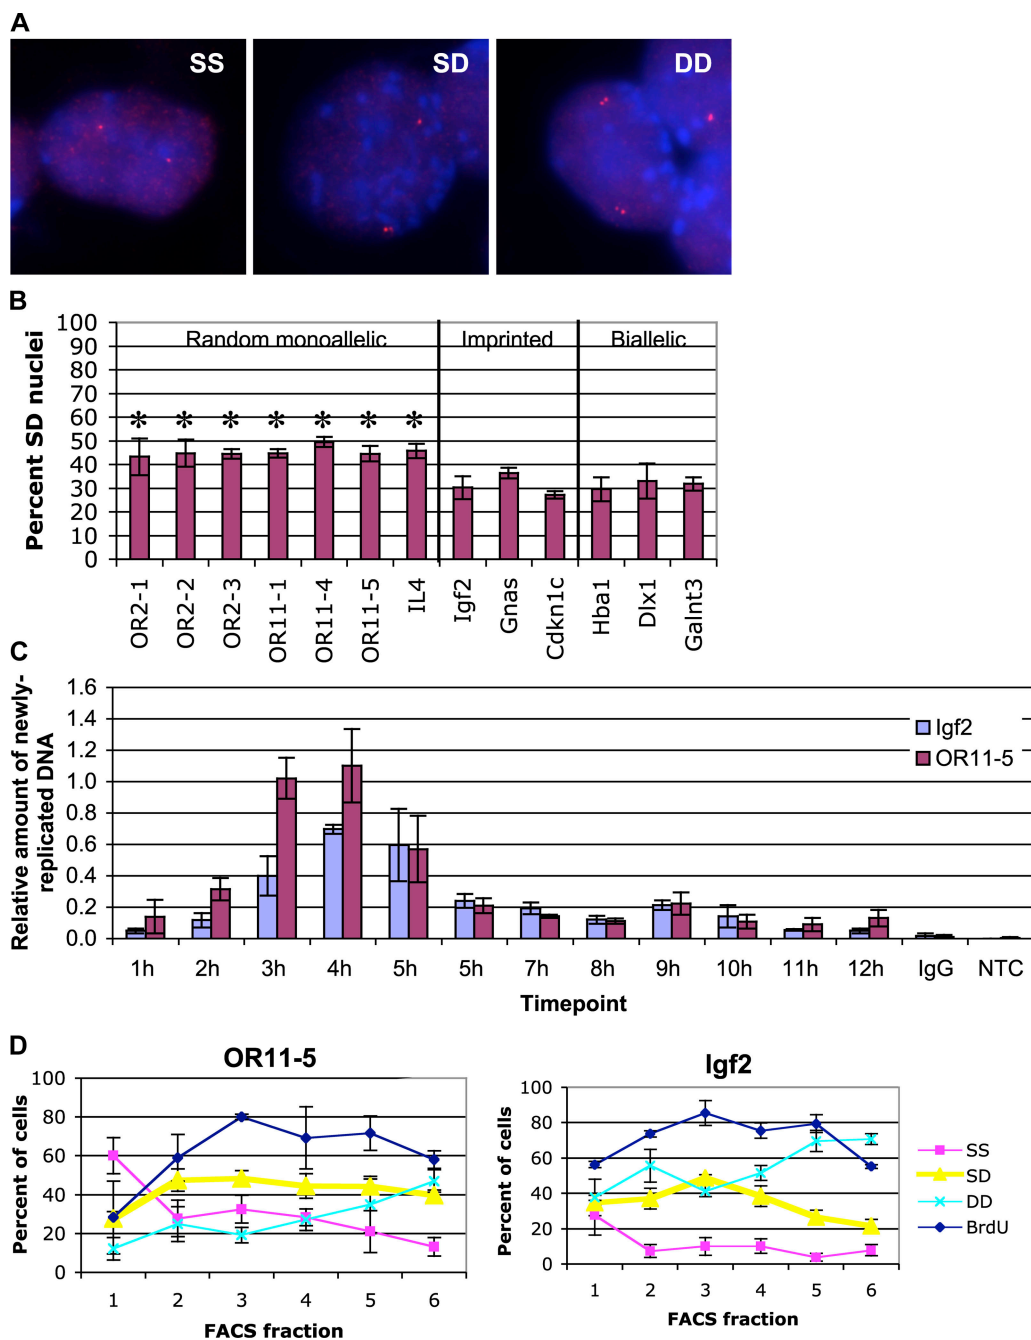 A
SS
SD
DD
B
Percent SD nuclei
100
90
80
70
60
50
40
30
20
10
0
Random monoallelic
Imprinted
Biallelic
* * * * * * *
OR2-1
OR2-2
OR2-3
OR11-1
OR11-4
OR11-5
IL4
Igf2
Gnas
Cdkn1c
Hba1
Dlx1
Galnt3
C
Relative amount of newly-
replicated DNA
1.6
1.4
1.2
1.0
0.8
0.6
0.4
0.2
0.0
Igf2
OR11-5
1h 2h 3h 4h 5h 5h 7h 8h 9h 10h 11h 12h IgG NTC
Timepoint
D
OR11-5
Percent of cells
100
80
60
40
20
0
1 2 3 4 5 6
FACS fraction
Igf2
Percent of cells
100
80
60
40
20
0
1 2 3 4 5 6
FACS fraction
SS
SD
DD
BrdU